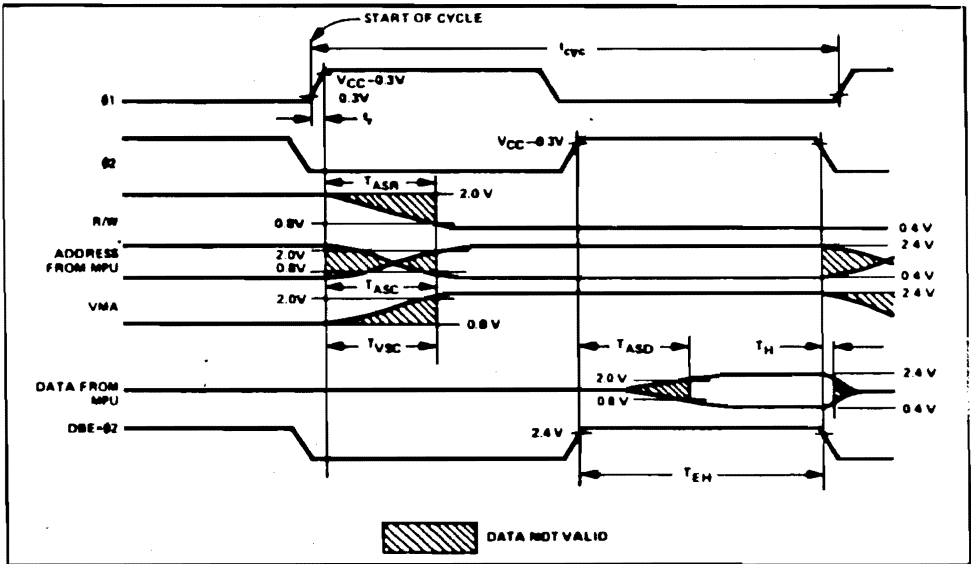 START OF CYCLE
tcyc
VCC-0.3V
0.3V
θ1
tr
VCC-0.3V
θ2
TASR
2.0 V
R/W
0.8V
0.4 V
ADDRESS
FROM MPU
2.0V
0.8V
2.4 V
0.4 V
TASC
VMA
2.0V
2.4 V
0.8 V
TVSC
TASD
TH
DATA FROM
MPU
2.0 V
0.8 V
2.4 V
0.4 V
DBE=θ2
2.4 V
TEH
DATA NOT VALID